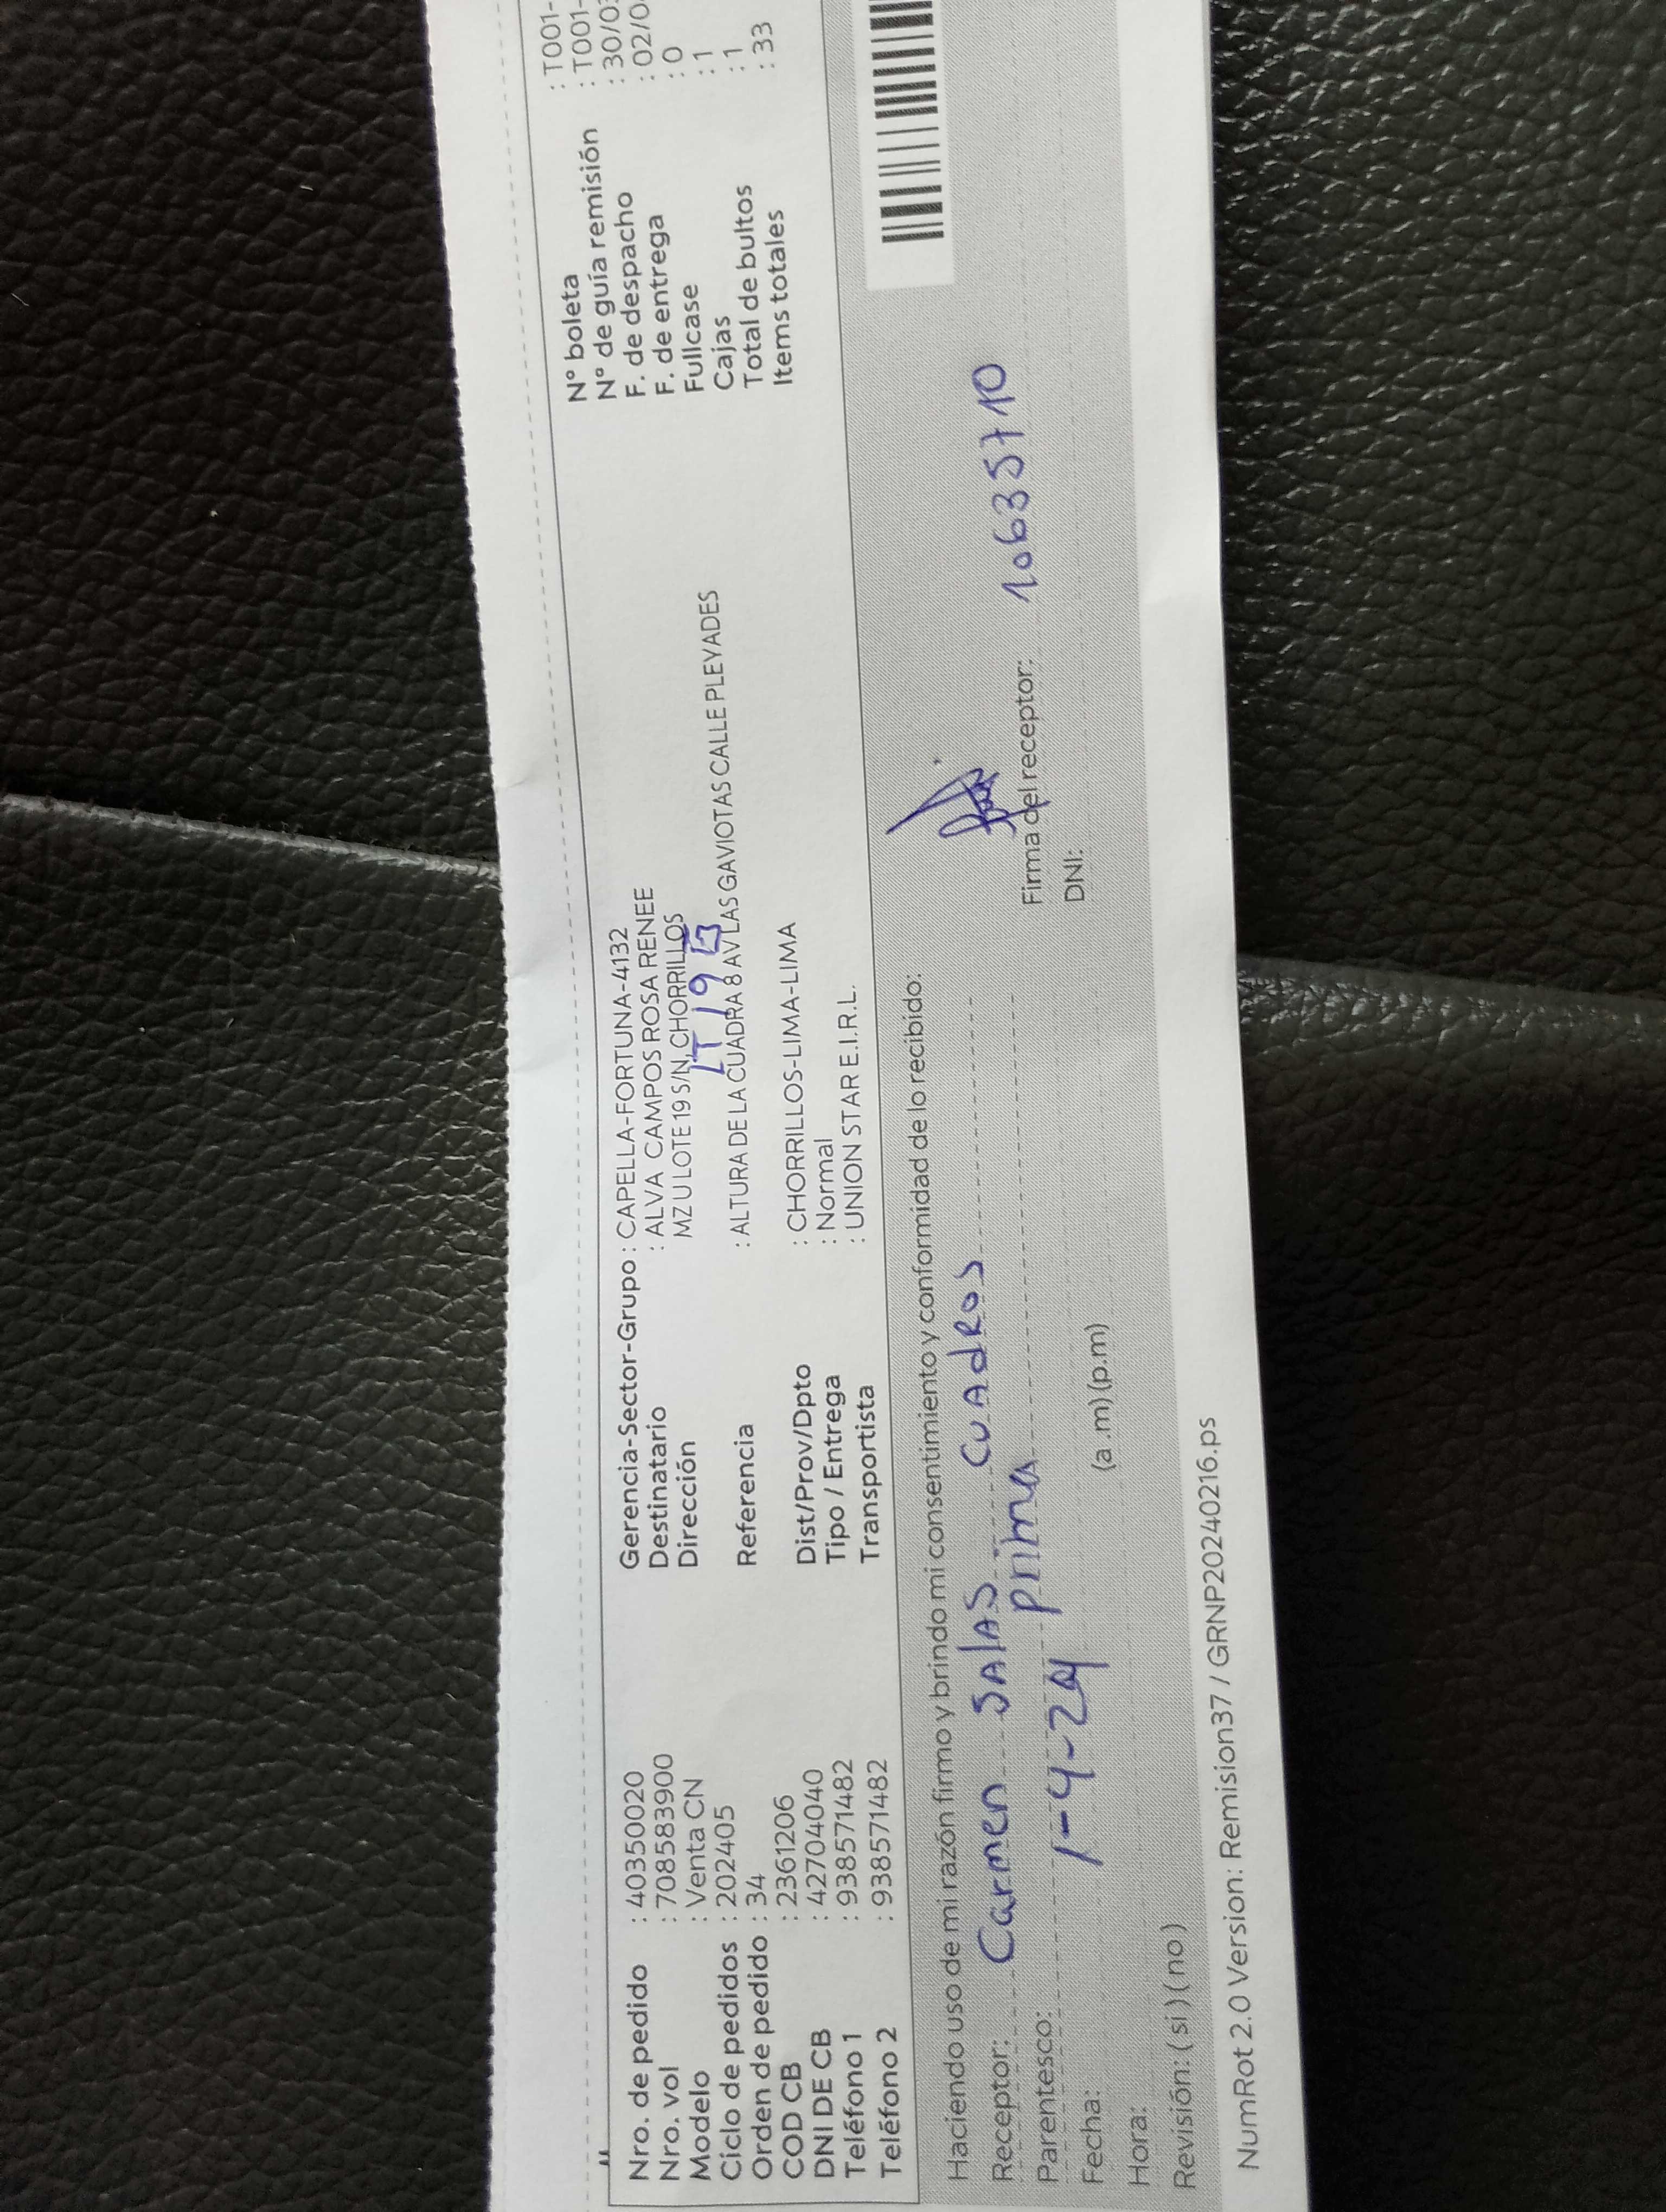 Nro. de pedido : 40350020
Nro. vol : 7085839​00
Modelo : Venta CN
Ciclo de pedidos : 202405
Orden de pedido : 34
COD CB : 2361206
DNI DE CB : 42704040
Teléfono 1 : 938571482
Teléfono 2 : 938571482
Gerencia-Sector-Grupo : CAPELLA-FORTUNA-4132
Destinatario : ALVA CAMPOS ROSA RENEE
Dirección MZ U LOTE 19 S/N, CHORRILLOS
LT 19
Referencia : ALTURA DE LA CUADRA 8 AV LAS GAVIOTAS CALLE PLEYADES
Dist/Prov/Dpto : CHORRILLOS-LIMA-LIMA
Tipo / Entrega : Normal
Transportista : UNION STAR E.I.R.L.
N° boleta : T001-
N° de guía remisión : T001-
F. de despacho : 30/03
F. de entrega : 02/0
Fullcase : 0
Cajas : 1
Total de bultos : 1
Items totales : 33
Haciendo uso de mi razón firmo y brindo mi consentimiento y conformidad de lo recibido:
Receptor: Carmen SALAS CUADROS
Parentesco: prima
Fecha: 1-4-24
Hora: (a.m) (p.m)
Revisión: ( si ) ( no )
Firma del receptor:
DNI: 10635710
NumRot 2.0 Version: Remision37 / GRNP20240216.ps